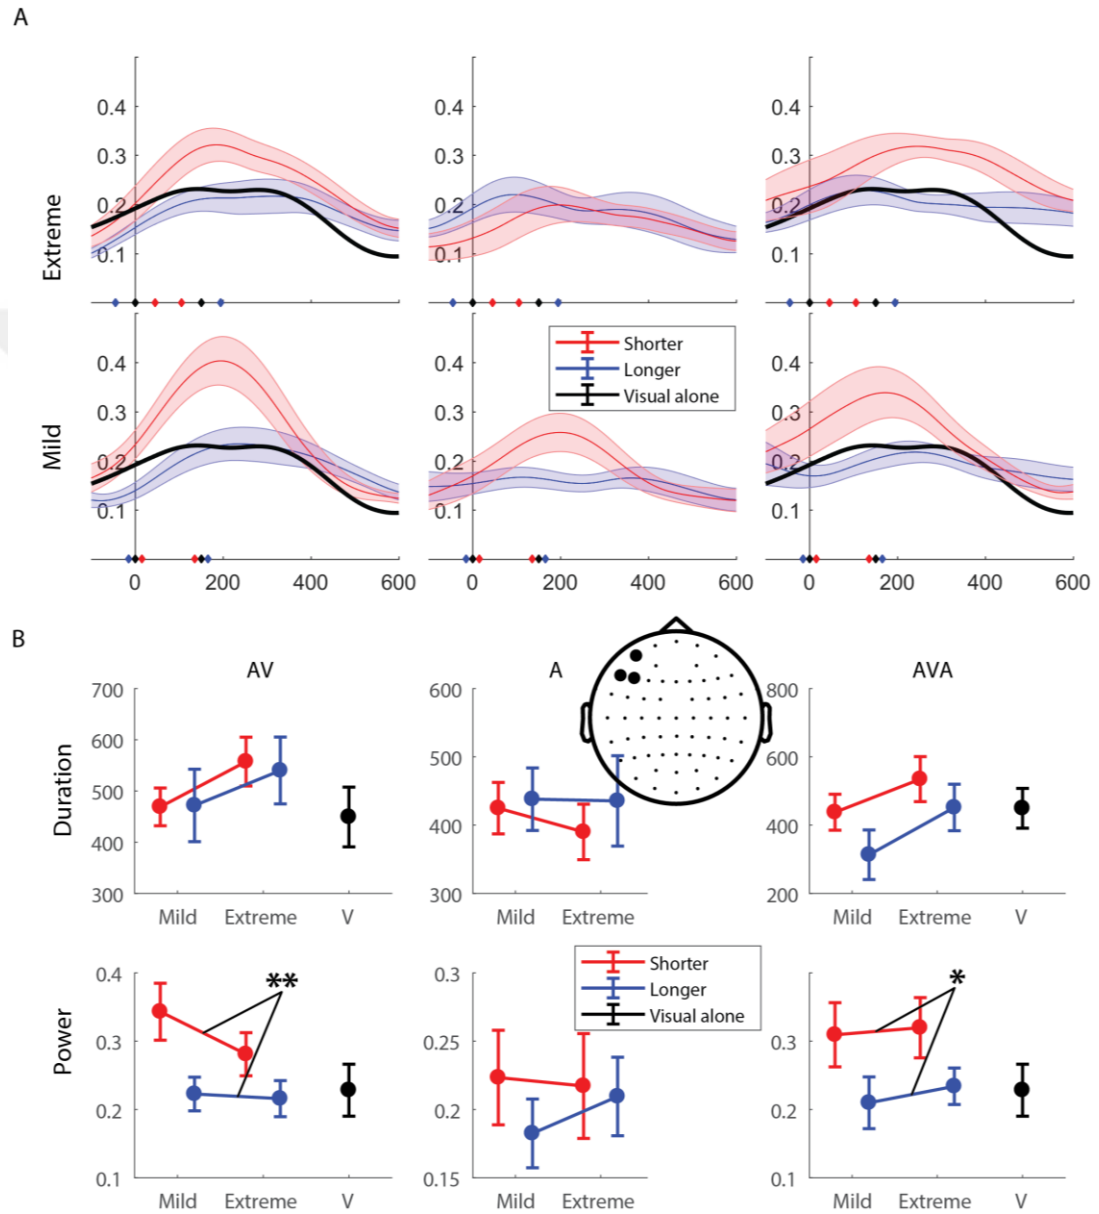 A
Extreme
0.4 0.4 0.4
0.3 0.3 0.3
0.2 0.2 0.2
0.1 0.1 0.1
Mild
0.4 0.4
0.3 0.3 0.3
0.2 0.2 0.2
0.1 0.1 0.1
Shorter
Longer
Visual alone
0 200 400 600 0 200 400 600 0 200 400 600
B
AV A AVA
Duration
700 600 800
600 500 600
500 400 400
400 300 200
300
Mild Extreme V Mild Extreme Mild Extreme V
Shorter
Longer
Visual alone
Power
0.4 0.3 0.4
** *
0.3 0.25 0.3
0.2 0.2 0.2
0.1 0.15 0.1
Mild Extreme V Mild Extreme Mild Extreme V